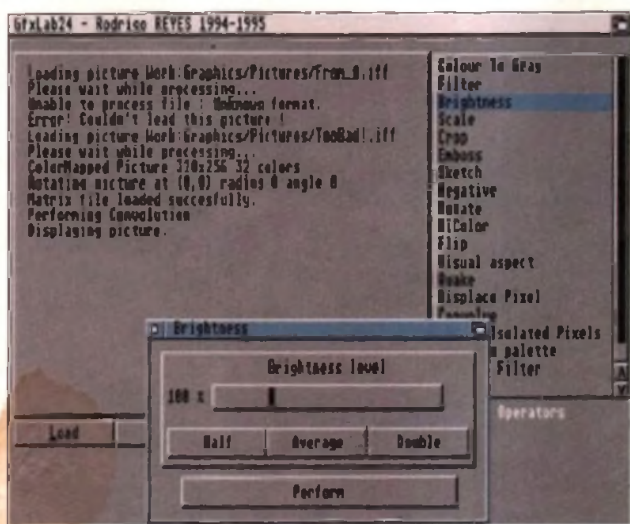 GfxLab24 - Rodrigo REYES 1994-1995
Loading picture Work:Graphics/Pictures/From_0.iff
Please wait while processing...
Unable to process file : Unknown format.
Error! Couldn't load this picture !
Loading picture Work:Graphics/Pictures/TooBad!.iff
Please wait while processing...
ColorMapped Picture 320x256 32 colors
Rotating picture at (0,0) radius 0 angle 0
Matrix file loaded succesfully.
Performing Convolution
Displaying picture.
Colour To Gray
Filter
Brightness
Scale
Crop
Emboss
Sketch
Negative
Rotate
BiColor
Flip
Visual aspect
Displace Pixel
Convolve
Isolated Pixels
palette
Filter
Operators
Load
Brightness
Brightness level
100 %
Half
Average
Double
Perform